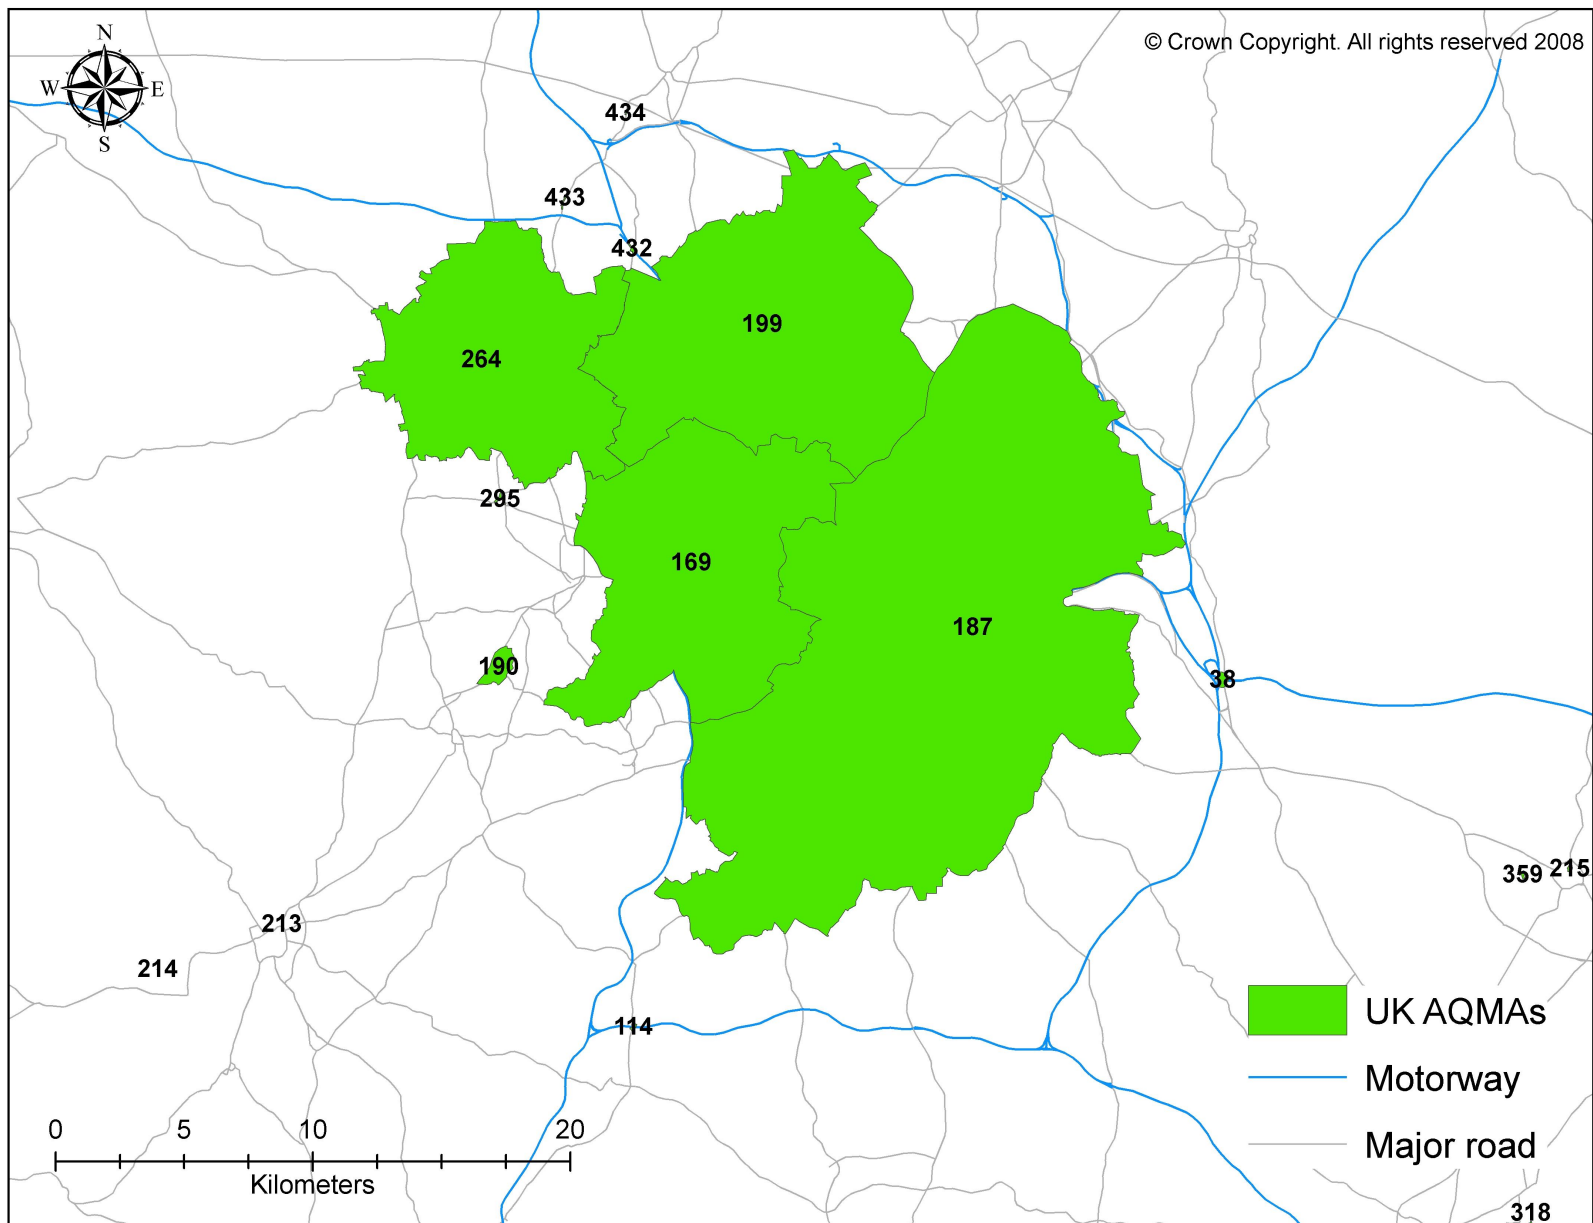 © Crown Copyright. All rights reserved 2008
N
W E
S
434
433
432
199
264
295
169
187
190
38
359 215
213
214
114
UK AQMAs
Motorway
Major road
0 5 10 20
Kilometers
318